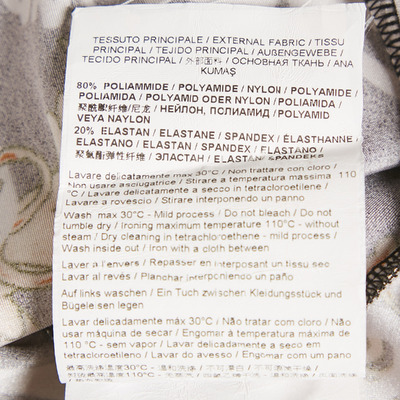 TESSUTO PRINCIPALE / EXTERNAL FABRIC / TISSU
PRINCIPAL / TEJIDO PRINCIPAL / AUßENGEWEBE /
TECIDO PRINCIPAL / 外部面料 / ОСНОВНАЯ ТКАНЬ / ANA
KUMAŞ
80% POLIAMMIDE / POLYAMIDE / NYLON / POLYAMIDE /
POLIAMIDA / POLYAMID ODER NYLON / POLIAMIDA /
聚酰胺纤维/尼龙 / НЕЙЛОН, ПОЛИАМИД / POLYAMID
VEYA NAYLON
20% ELASTAN / ELASTANE / SPANDEX / ÉLASTHANNE /
ELASTANO / ELASTAN / SPANDEX / ELASTANO /
聚氨酯弹性纤维 / ЭЛАСТАН / ELASTAN, SPANDEKS
Lavare delicatamente max 30°C / Non trattare con cloro /
Non usare asciugatrice / Stirare a temperatura massima 110
°C / Lavare delicatamente a secco in tetracloroetilene /
Lavare a rovescio / Stirare interponendo un panno
Wash max 30°C - Mild process / Do not bleach / Do not
tumble dry / Ironing maximum temperature 110°C - without
steam / Dry cleaning in tetrachloroethene - mild process /
Wash inside out / Iron with a cloth between
Laver a l'envers / Repasser en interposant un tissu sec
Lavar al revés / Planchar interponiendo un paño
Auf links waschen / Ein Tuch zwischen Kleidungsstück und
Bügeleisen legen
Lavar delicadamente max 30°C / Não tratar com cloro / Não
usar máquina de secar / Engomar à temperatura máxima de
110 °C - sem vapor / Lavar delicadamente a seco em
tetracloroetileno / Lavar do avesso / Engomar com um pano
最高洗涤温度30°C